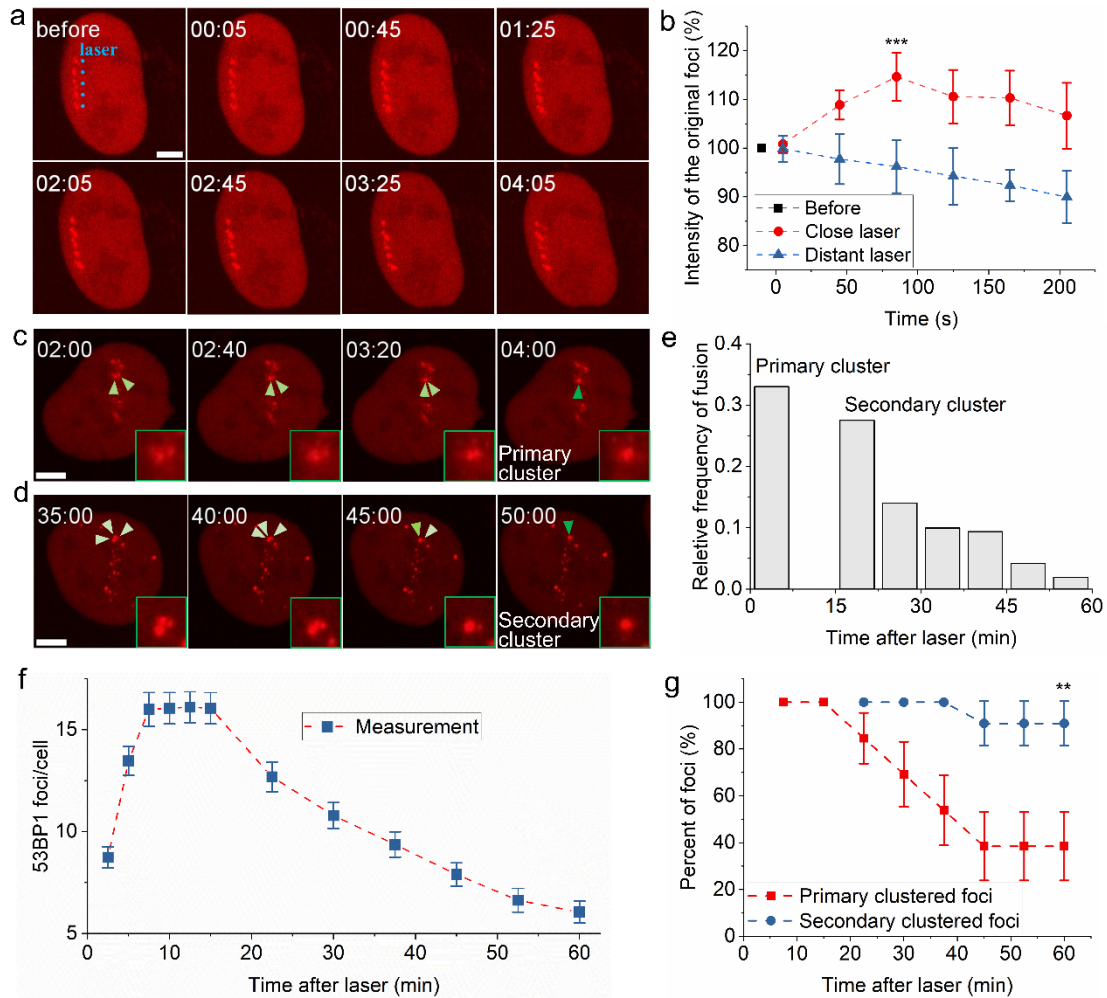 a
before
laser
00:05
00:45
01:25
02:05
02:45
03:25
04:05
b
Intensity of the original foci (%)
120
110
100
90
80
***
Before
Close laser
Distant laser
0
50
100
150
200
Time (s)
c
02:00
02:40
03:20
04:00
Primary
cluster
d
35:00
40:00
45:00
50:00
Secondary
cluster
e
Reletive frequency of fusion
0.4
0.3
0.2
0.1
0.0
Primary cluster
Secondary cluster
0
15
30
45
60
Time after laser (min)
f
53BP1 foci/cell
15
10
5
Measurement
0
10
20
30
40
50
60
Time after laser (min)
g
Percent of foci (%)
100
80
60
40
20
0
**
Primary clustered foci
Secondary clustered foci
0
10
20
30
40
50
60
Time after laser (min)